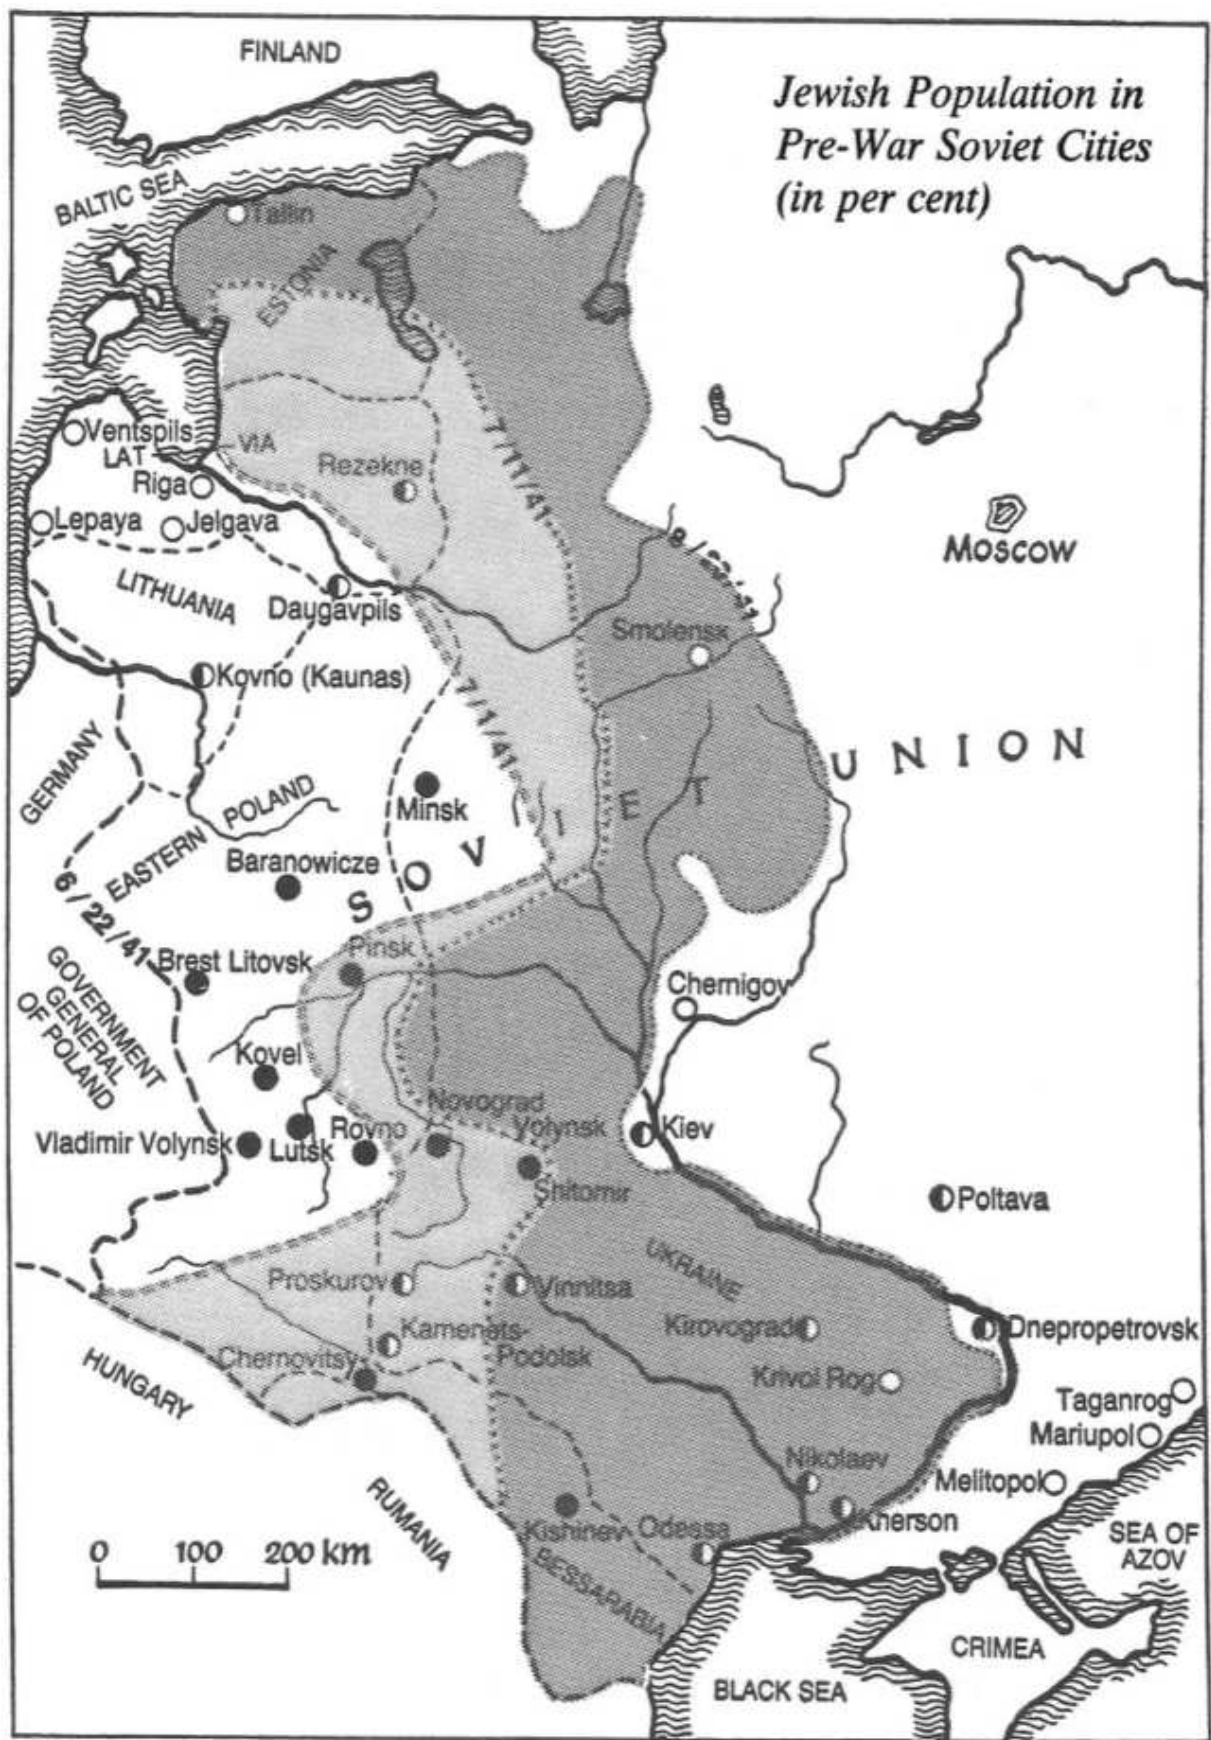 FINLAND
Jewish Population in
Pre-War Soviet Cities
(in per cent)
BALTIC SEA
Tallin
ESTONIA
Ventspils
LAT
VIA
Riga
Rezekne
7/11/41
Lepaya
Jelgava
8/23/41
Moscow
LITHUANIA
Daugavpils
Smolensk
Kovno (Kaunas)
7/1/41
GERMANY
SOVIET UNION
EASTERN POLAND
Minsk
Baranowicze
6/22/41
Brest Litovsk
Pinsk
GOVERNMENT
GENERAL
OF POLAND
Chernigov
Kovel
Novograd
Volynsk
Vladimir Volynsk
Lutsk
Rovno
Kiev
Shitomir
Poltava
UKRAINE
Proskurov
Vinnitsa
Kamenets-
Podolsk
Kirovograd
Dnepropetrovsk
Chernovitsy
Krivoi Rog
HUNGARY
Taganrog
Mariupol
Nikolaev
Melitopol
RUMANIA
Kishinev
Odessa
Kherson
SEA OF
AZOV
0 100 200 km
BESSARABIA
CRIMEA
BLACK SEA